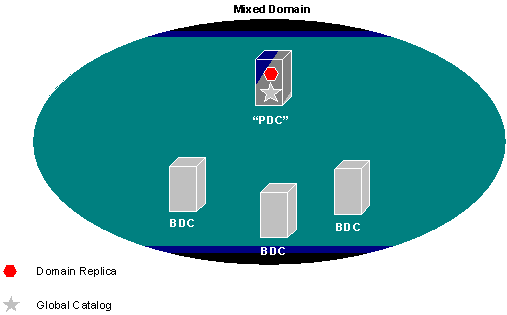 Mixed Domain
“PDC”
BDC
BDC
BDC
Domain Replica
Global Catalog